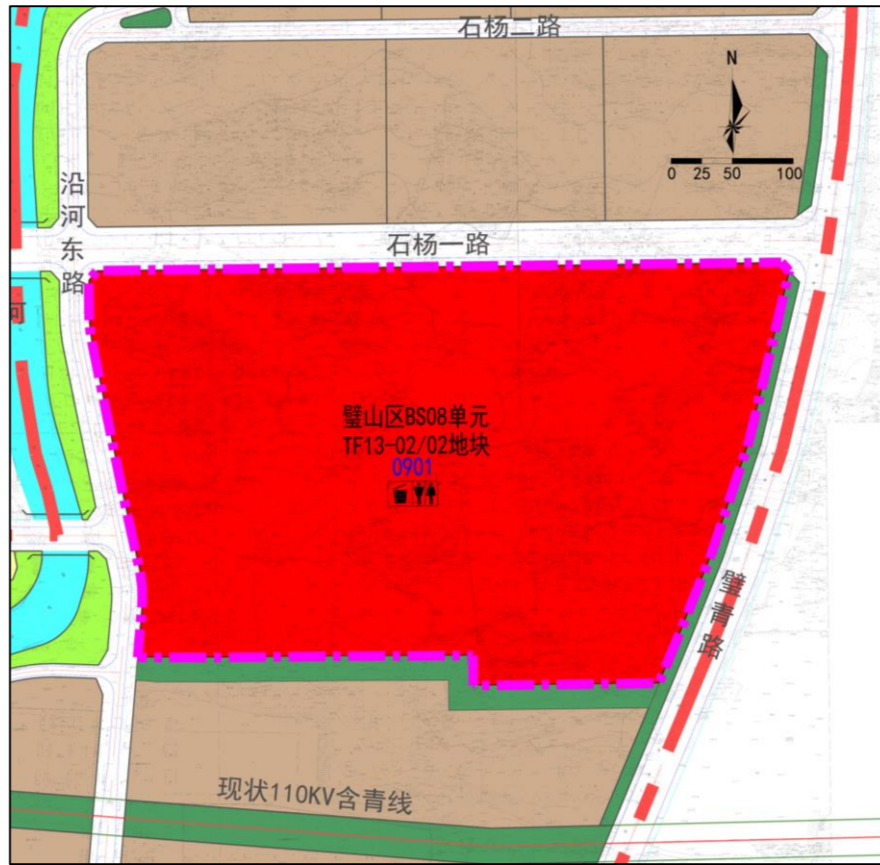 石杨二路
N
0 25 50 100
沿河东路
石杨一路
河
璧山区BS08单元
TF13-02/02地块
0901
璧青路
现状110KV含青线